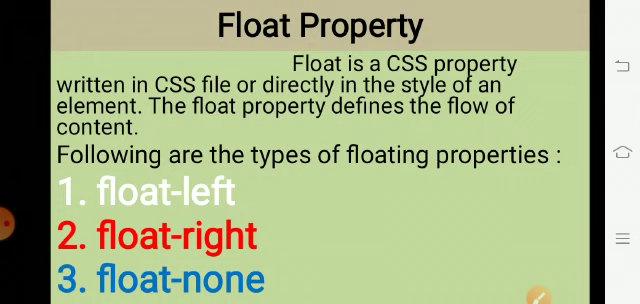 Float Property
Float is a CSS property
written in CSS file or directly in the style of an
element. The float property defines the flow of
content.
Following are the types of floating properties :
1. float-left
2. float-right
3. float-none